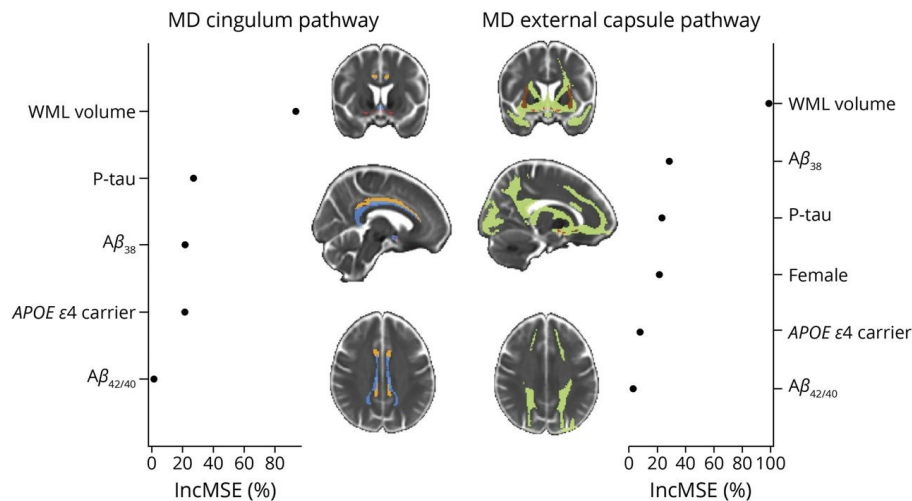 MD cingulum pathway
MD external capsule pathway
WML volume
P-tau
Aβ38
APOE ε4 carrier
Aβ42/40
0 20 40 60 80
IncMSE (%)
WML volume
Aβ38
P-tau
Female
APOE ε4 carrier
Aβ42/40
0 20 40 60 80 100
IncMSE (%)